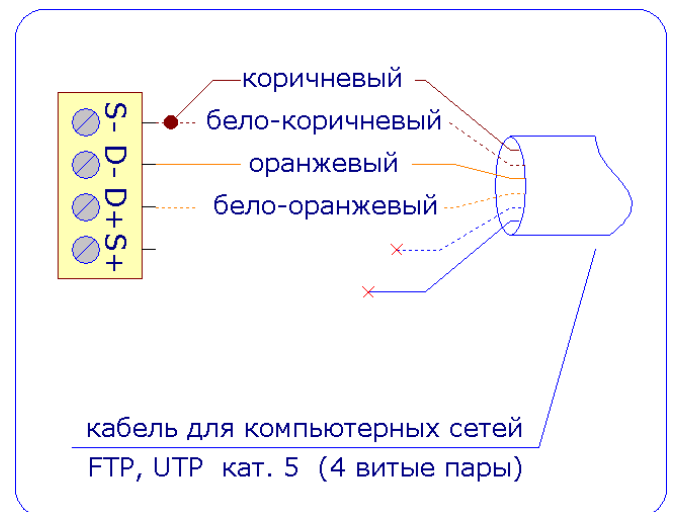 коричневый
S-
бело-коричневый
D-
оранжевый
D+
бело-оранжевый
S+
кабель для компьютерных сетей
FTP, UTP кат. 5 (4 витые пары)